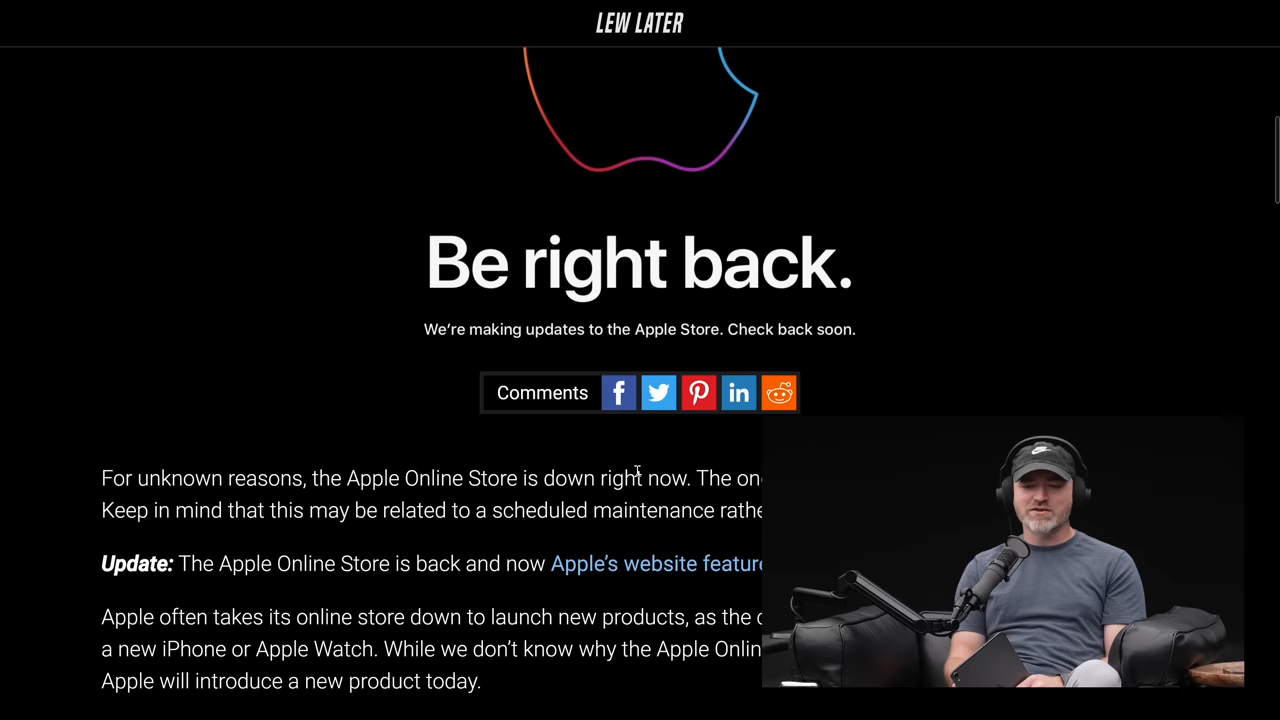 LEW LATER
Be right back.
We're making updates to the Apple Store. Check back soon.
Comments
For unknown reasons, the Apple Online Store is down right now. The
Keep in mind that this may be related to a scheduled maintenance
Update: The Apple Online Store is back and now Apple's website
Apple often takes its online store down to launch new products, as the
a new iPhone or Apple Watch. While we don't know why the Apple
Apple will introduce a new product today.